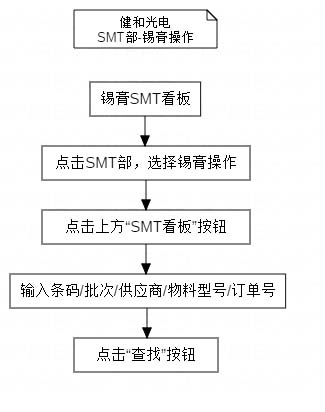 健和光电
SMT部-锡膏操作
锡膏SMT看板
点击SMT部，选择锡膏操作
点击上方“SMT看板”按钮
输入条码/批次/供应商/物料型号/订单号
点击“查找”按钮